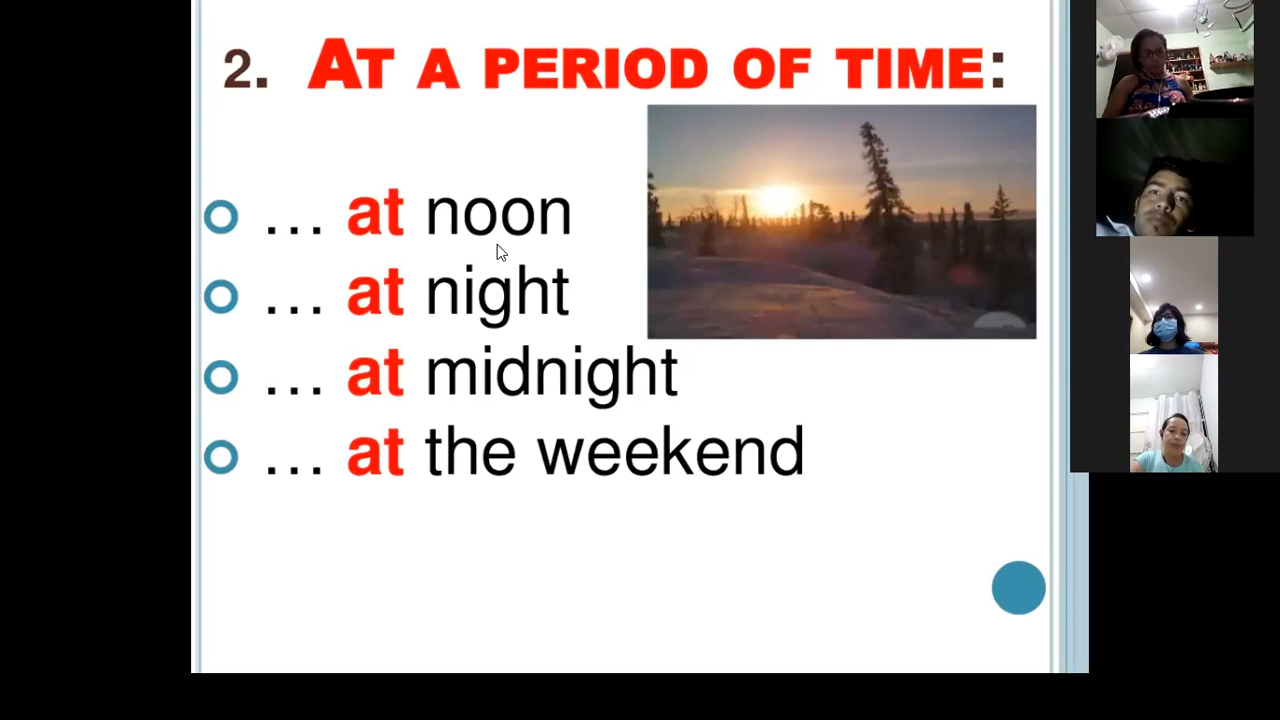 2. AT A PERIOD OF TIME:
... at noon
... at night
... at midnight
... at the weekend